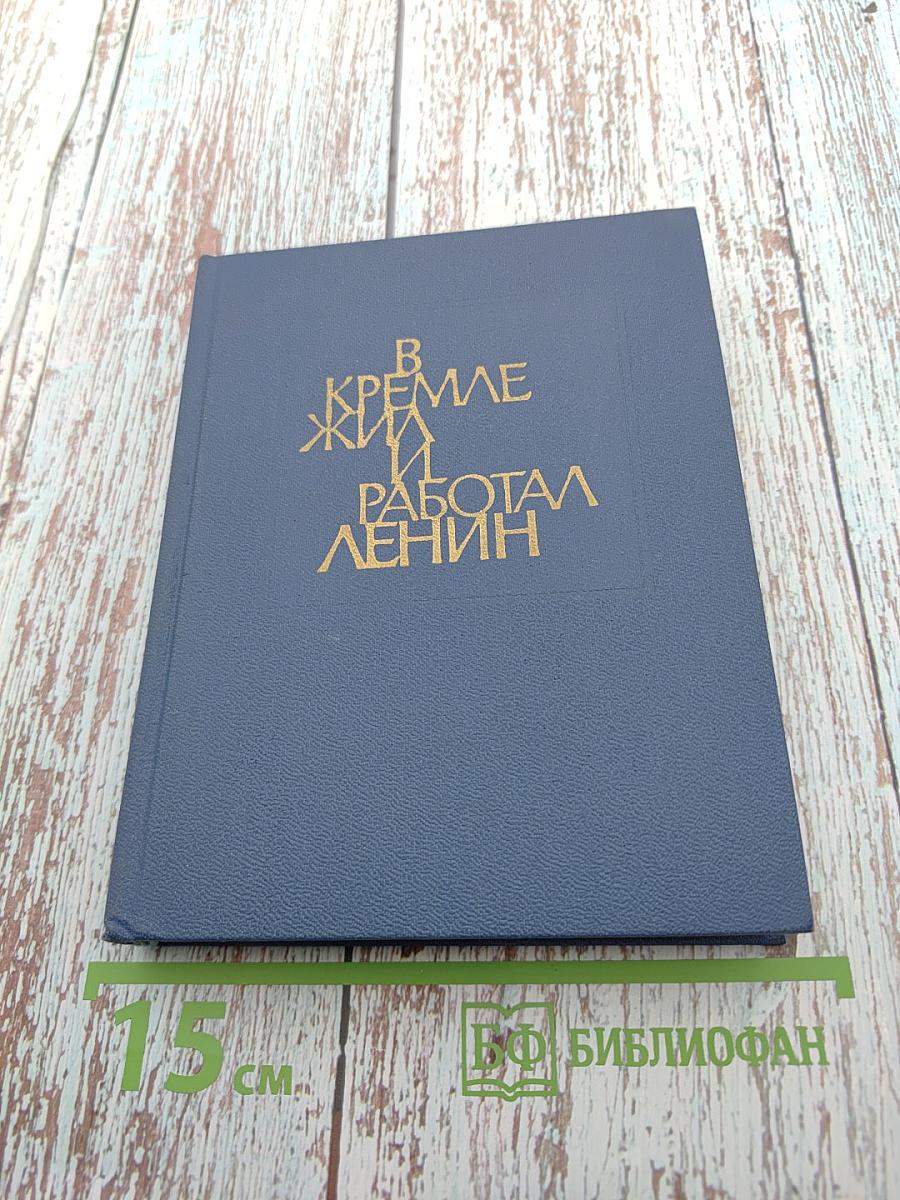 В
КРЕМЛЕ
ЖИЛ
И
РАБОТАЛ
ЛЕНИН
15 см
БФ БИБЛИОФАН